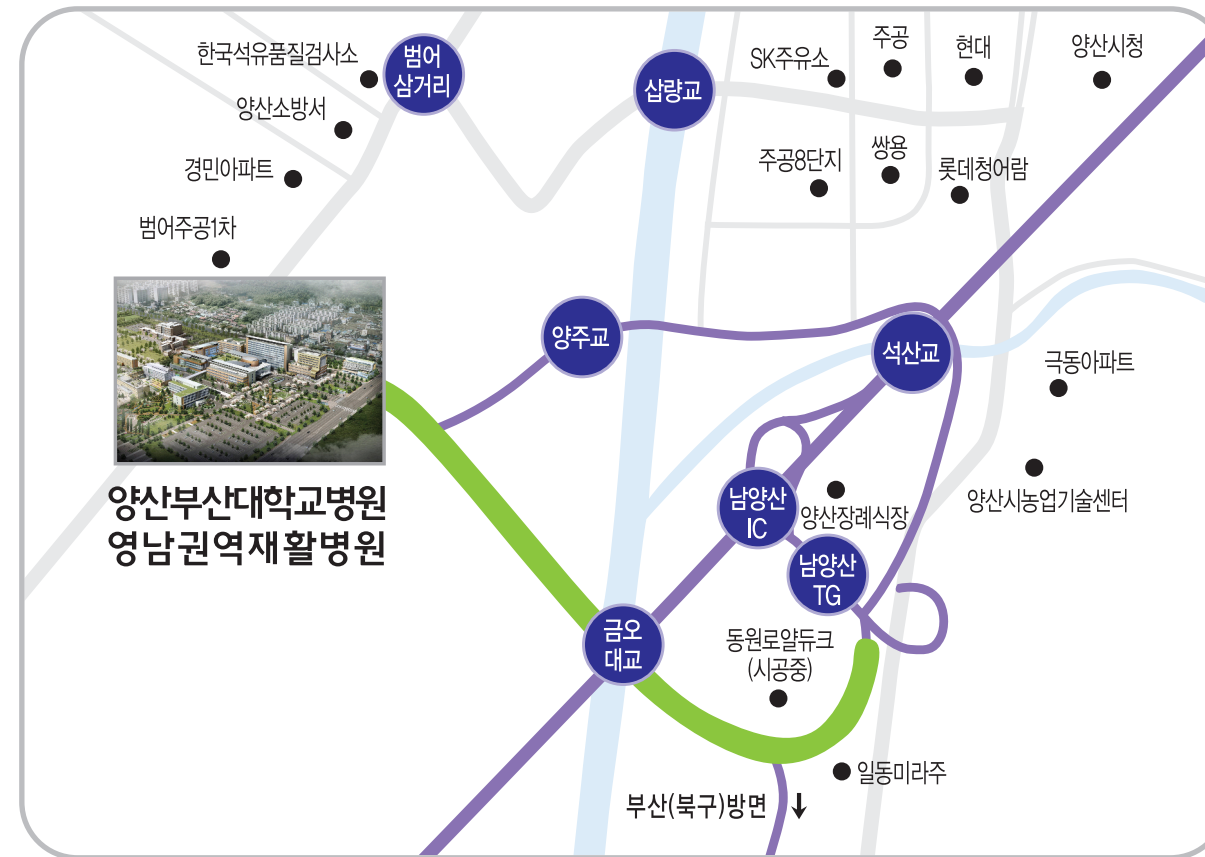 한국석유품질검사소
범어
삼거리
양산소방서
경민아파트
범어주공1차
삽량교
SK주유소
주공
현대
양산시청
주공8단지
쌍용
롯데청어람
양주교
석산교
극동아파트
양산부산대학교병원
영남권역재활병원
남양산
IC
양산장례식장
양산시농업기술센터
남양산
TG
금오
대교
동원로얄듀크
(시공중)
일동미라주
부산(북구)방면 ↓